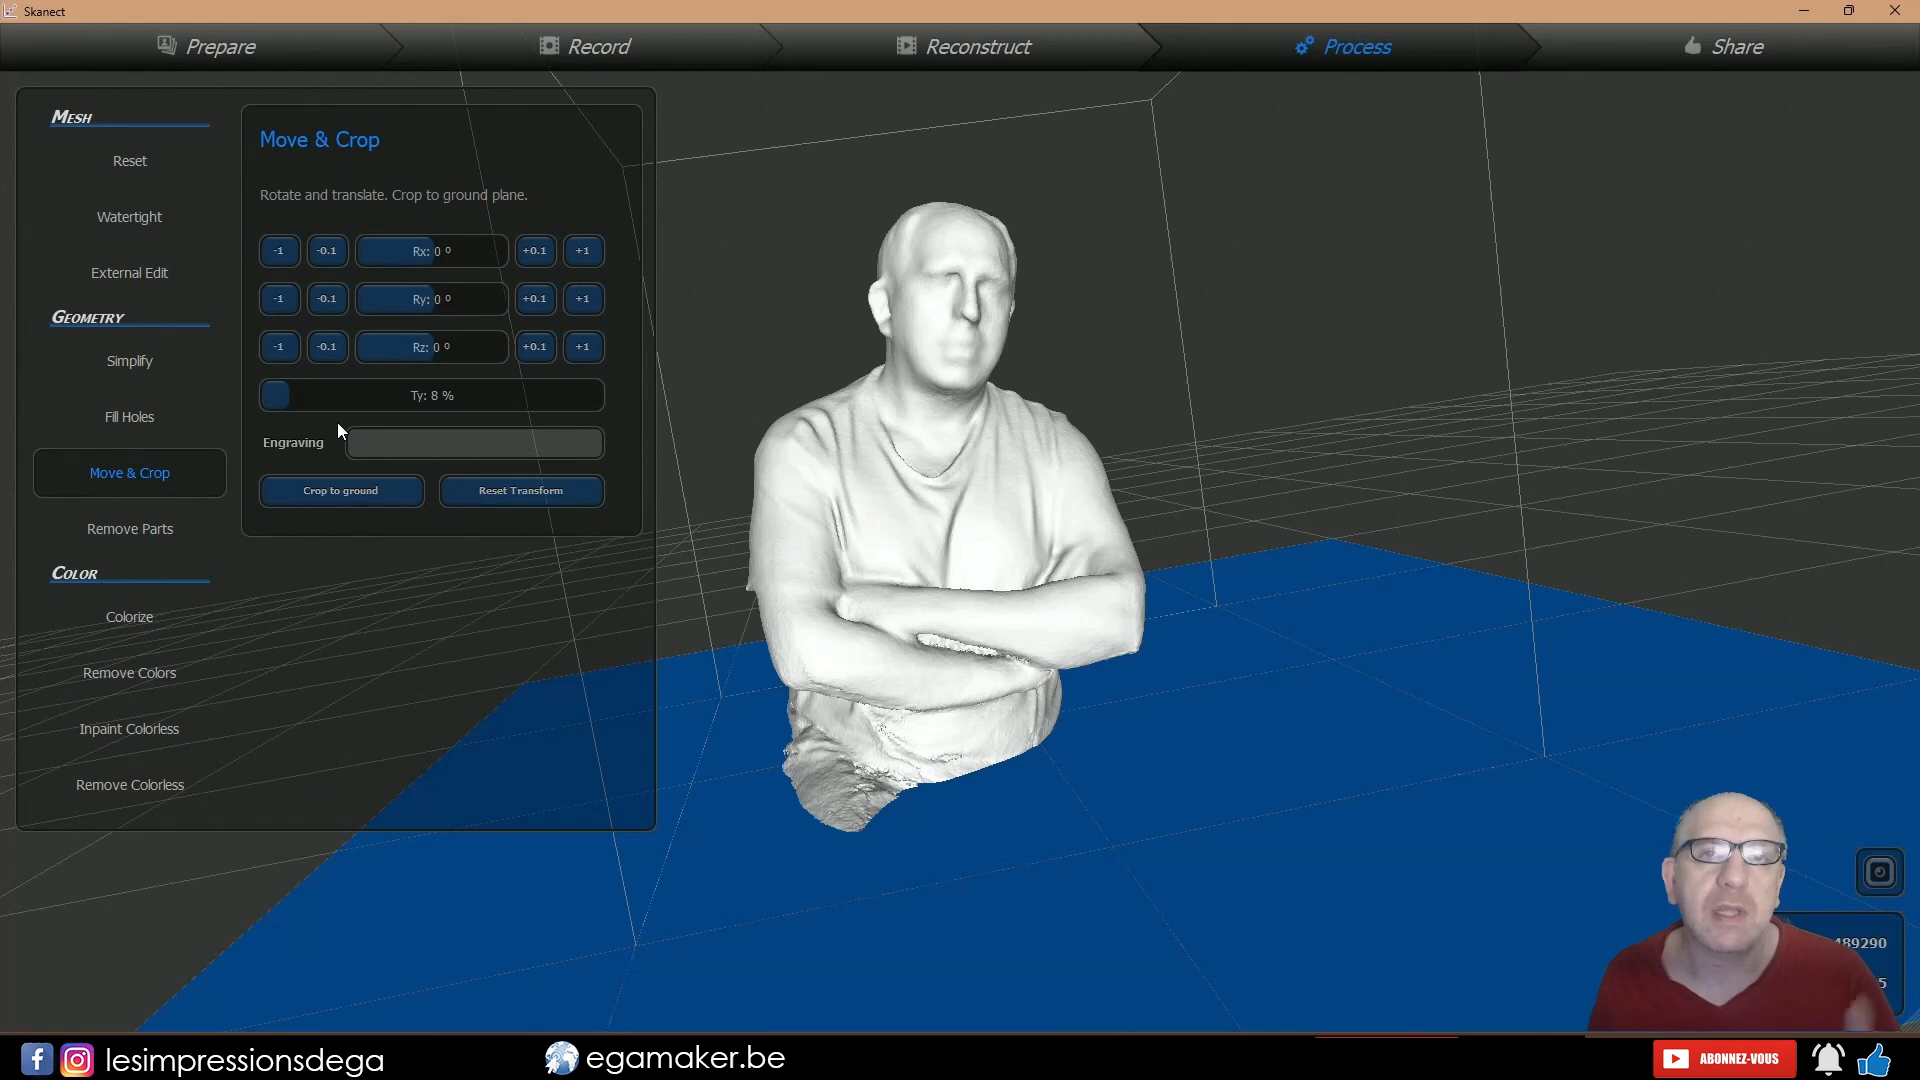 Skanect
Prepare
Record
Reconstruct
Process
Share
MESH
Reset
Watertight
External Edit
GEOMETRY
Simplify
Fill Holes
Move & Crop
Remove Parts
COLOR
Colorize
Remove Colors
Inpaint Colorless
Remove Colorless
Move & Crop
Rotate and translate. Crop to ground plane.
-1 -0.1 Rx: 0 º +0.1 +1
-1 -0.1 Ry: 0 º +0.1 +1
-1 -0.1 Rz: 0 º +0.1 +1
Ty: 8 %
Engraving
Crop to ground Reset Transform
489290
5
lesimpressionsdega
egamaker.be
ABONNEZ-VOUS